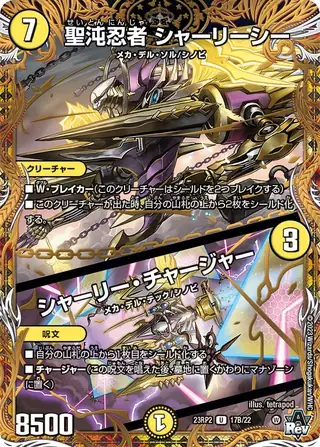 7
せいとんにんじゃ
聖沌忍者 シャーリーシー
メカ・デル・ソル/シノビ
クリーチャー
■W・ブレイカー(このクリーチャーはシールドを2つブレイクする)
■このクリーチャーが出た時、自分の山札の上から2枚をシールド化
する。
3
シャーリー・チャージャー
メカ・デル・テック/シノビ
呪文
■自分の山札の上から1枚目をシールド化する。
■チャージャー(この呪文を唱えた後、墓地に置くかわりにマナゾーン
に置く)
illus. tetrapod
8500
1
23RP2 U 17B/22
Rev